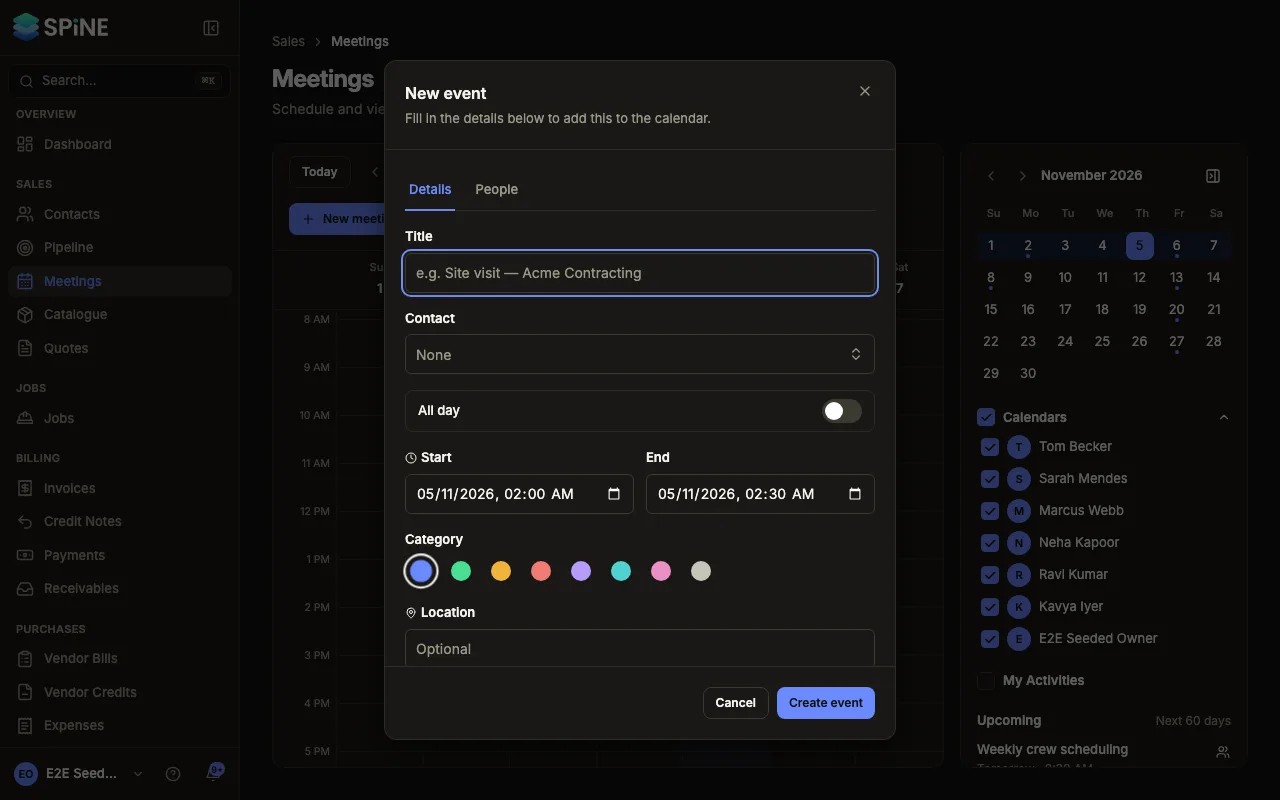 SPiNE
Search...
⌘K
OVERVIEW
Dashboard
SALES
Contacts
Pipeline
Meetings
Catalogue
Quotes
JOBS
Jobs
BILLING
Invoices
Credit Notes
Payments
Receivables
PURCHASES
Vendor Bills
Vendor Credits
Expenses
EO E2E Seed...
9+
Sales > Meetings
Meetings
Schedule and vie
Today
+ New meeti
Su
1
Sat
7
8 AM
9 AM
10 AM
11 AM
12 PM
1 PM
2 PM
3 PM
4 PM
5 PM
New event
Fill in the details below to add this to the calendar.
Details People
Title
e.g. Site visit — Acme Contracting
Contact
None
All day
Start End
05/11/2026, 02:00 AM 05/11/2026, 02:30 AM
Category
Location
Optional
Cancel Create event
November 2026
Su Mo Tu We Th Fr Sa
1 2 3 4 5 6 7
8 9 10 11 12 13 14
15 16 17 18 19 20 21
22 23 24 25 26 27 28
29 30
Calendars
T Tom Becker
S Sarah Mendes
M Marcus Webb
N Neha Kapoor
R Ravi Kumar
K Kavya Iyer
E E2E Seeded Owner
My Activities
Upcoming Next 60 days
Weekly crew scheduling